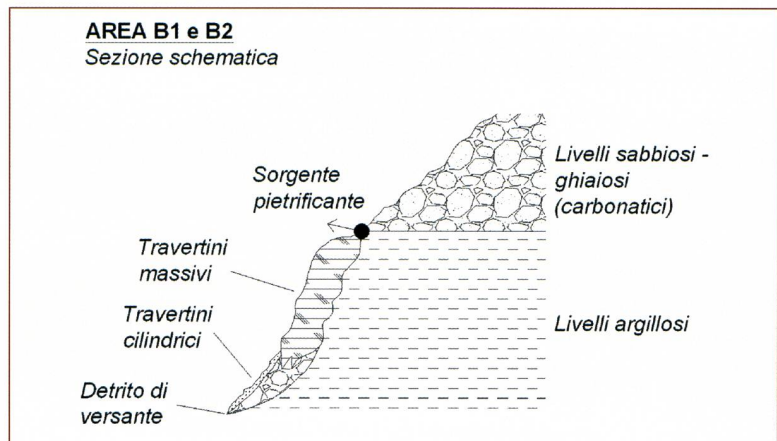 AREA B1 e B2
Sezione schematica
Sorgente
pietrificante
Livelli sabbiosi -
ghiaiosi
(carbonatici)
Travertini
massivi
Travertini
cilindrici
Livelli argillosi
Detrito di
versante